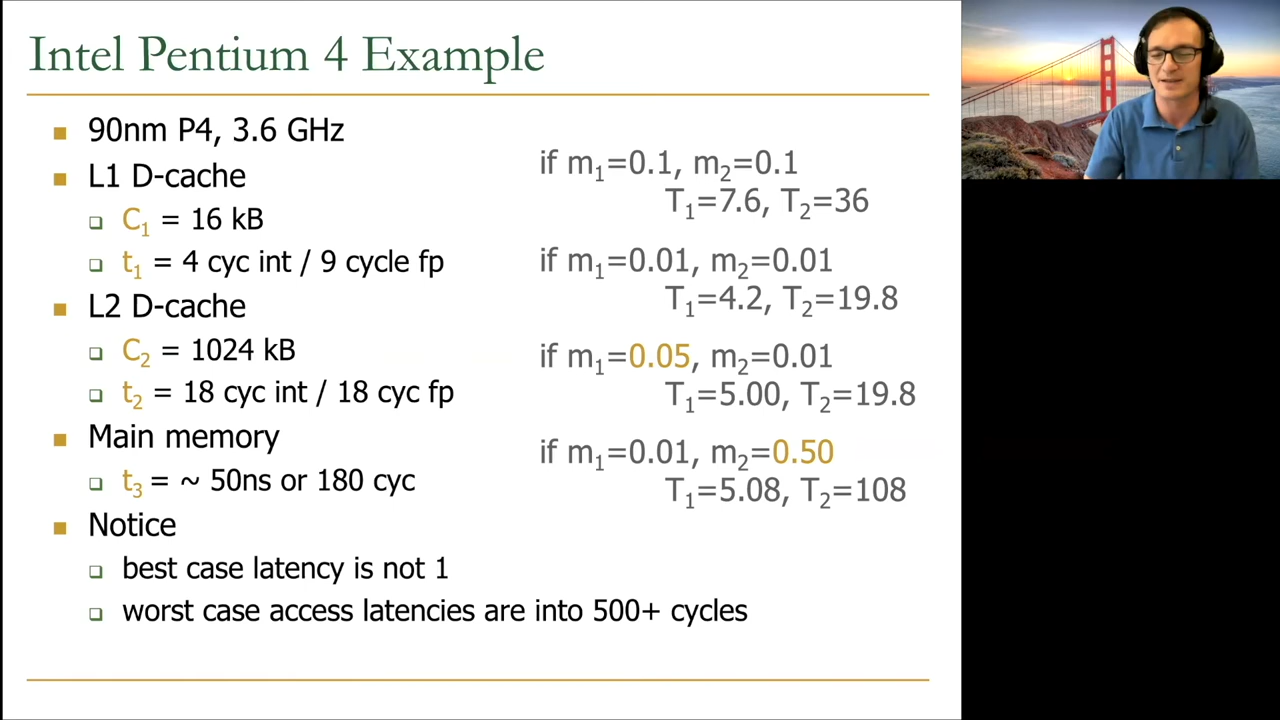 Intel Pentium 4 Example
90nm P4, 3.6 GHz
L1 D-cache
C₁ = 16 kB
t₁ = 4 cyc int / 9 cycle fp
L2 D-cache
C₂ = 1024 kB
t₂ = 18 cyc int / 18 cyc fp
Main memory
t₃ = ~ 50ns or 180 cyc
Notice
best case latency is not 1
worst case access latencies are into 500+ cycles
if m₁=0.1, m₂=0.1
T₁=7.6, T₂=36
if m₁=0.01, m₂=0.01
T₁=4.2, T₂=19.8
if m₁=0.05, m₂=0.01
T₁=5.00, T₂=19.8
if m₁=0.01, m₂=0.50
T₁=5.08, T₂=108